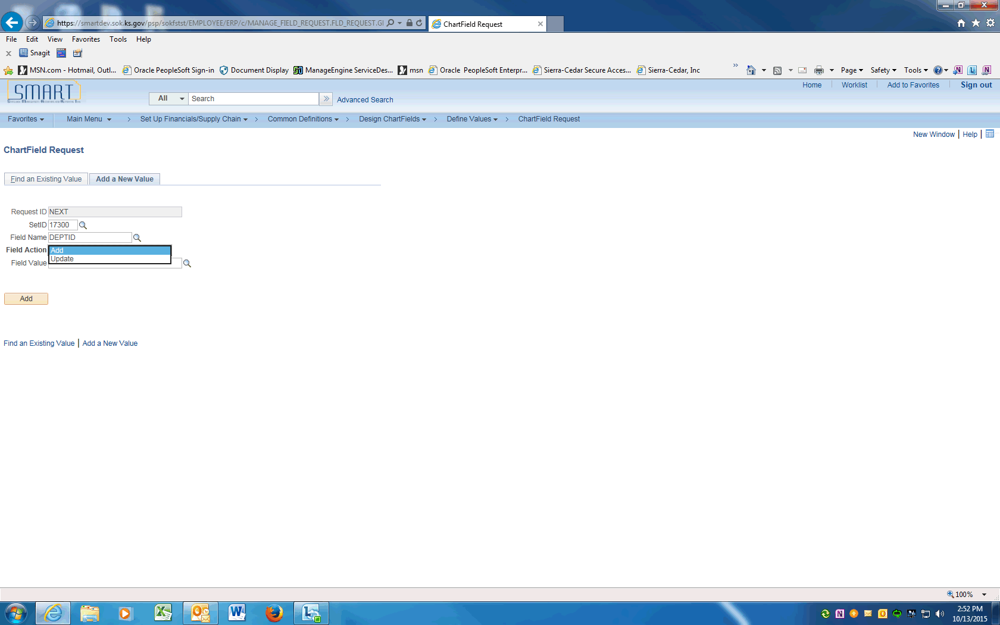 https://smartdev.sok.ks.gov/psp/sokfstst/EMPLOYEE/ERP/c/MANAGE_FIELD_REQUEST.FLD_REQUEST.GI
ChartField Request
File Edit View Favorites Tools Help
Snagit
MSN.com - Hotmail, Outl... Oracle PeopleSoft Sign-in Document Display ManageEngine ServiceDes... msn Oracle PeopleSoft Enterpr... Sierra-Cedar Secure Acces... Sierra-Cedar, Inc
Page Safety Tools
SMART
Home Worklist Add to Favorites Sign out
All Search Advanced Search
Favorites Main Menu > Set Up Financials/Supply Chain > Common Definitions > Design ChartFields > Define Values > ChartField Request
New Window | Help |
ChartField Request
Find an Existing Value Add a New Value
Request ID NEXT
SetID 17300
Field Name DEPTID
Field Action Add
Update
Field Value
Add
Find an Existing Value | Add a New Value
100%
2:52 PM
10/13/2015